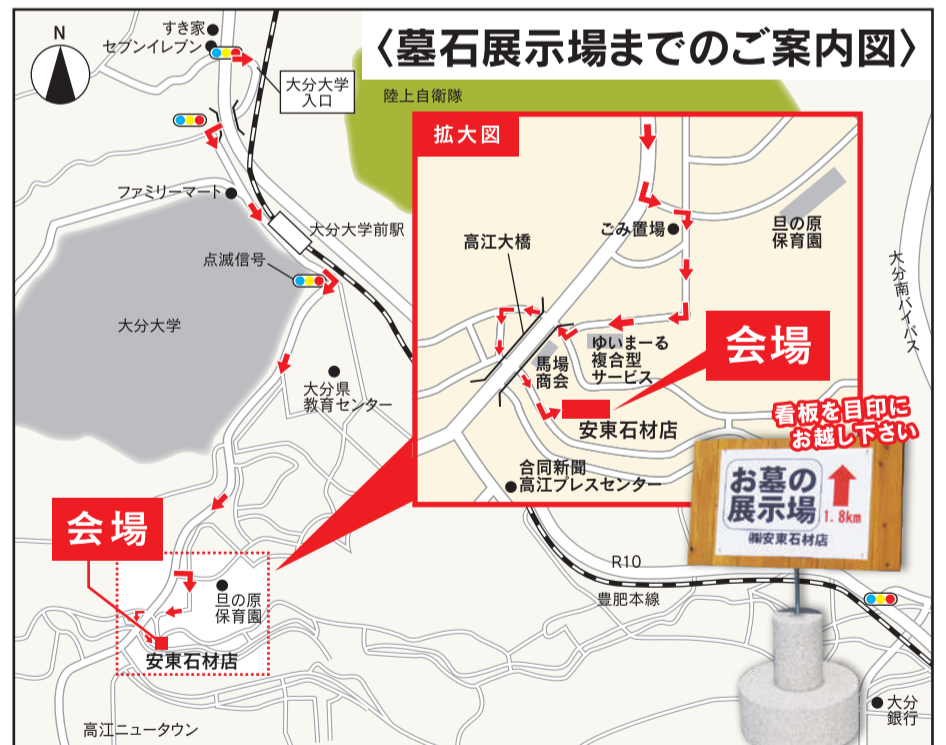 〈墓石展示場までのご案内図〉
N
すき家
セブンイレブン
大分大学
入口
陸上自衛隊
ファミリーマート
大分大学前駅
点滅信号
大分大学
大分県
教育センター
拡大図
高江大橋
ごみ置場
旦の原
保育園
大分南バイパス
馬場
商会
ゆいまーる
複合型
サービス
会場
安東石材店
合同新聞
高江プレスセンター
看板を目印に
お越し下さい
お墓の
展示場
1.8km
㈱安東石材店
会場
旦の原
保育園
安東石材店
高江ニュータウン
R10
豊肥本線
大分
銀行